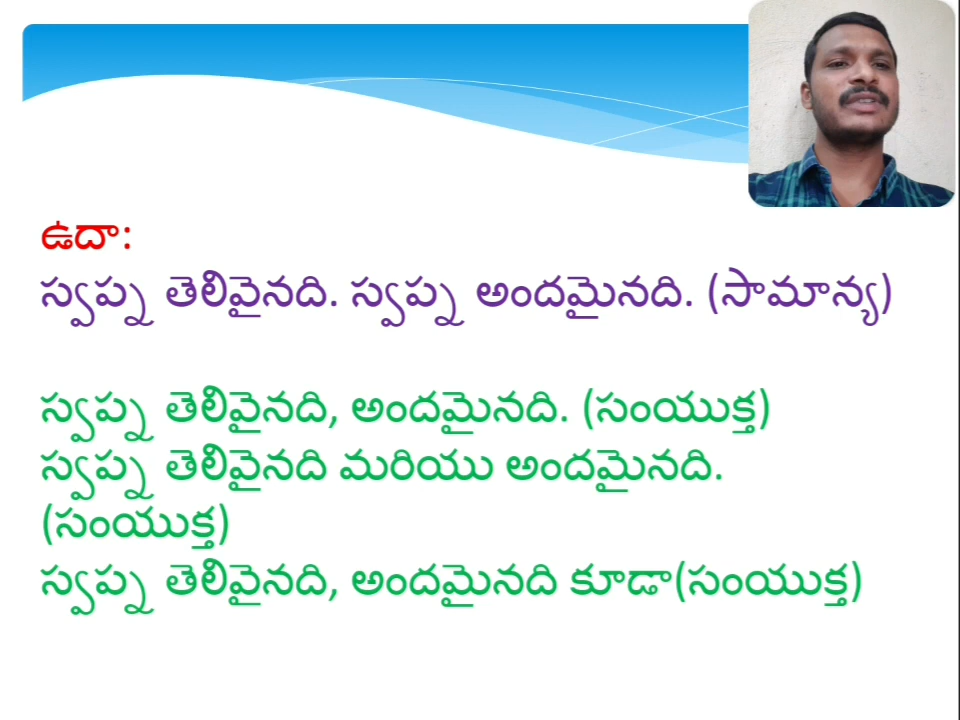 ఉదా:
స్వప్న తెలివైనది. స్వప్న అందమైనది. (సామాన్య)
స్వప్న తెలివైనది, అందమైనది. (సంయుక్త)
స్వప్న తెలివైనది మరియు అందమైనది.
(సంయుక్త)
స్వప్న తెలివైనది, అందమైనది కూడా(సంయుక్త)